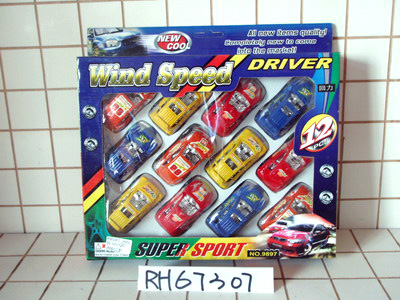 NEW
COOL
All new items quality!
Completely new to come
into the market!
Wind Speed
DRIVER
12
PCS
SUPER SPORT
NO.9897
RH67307